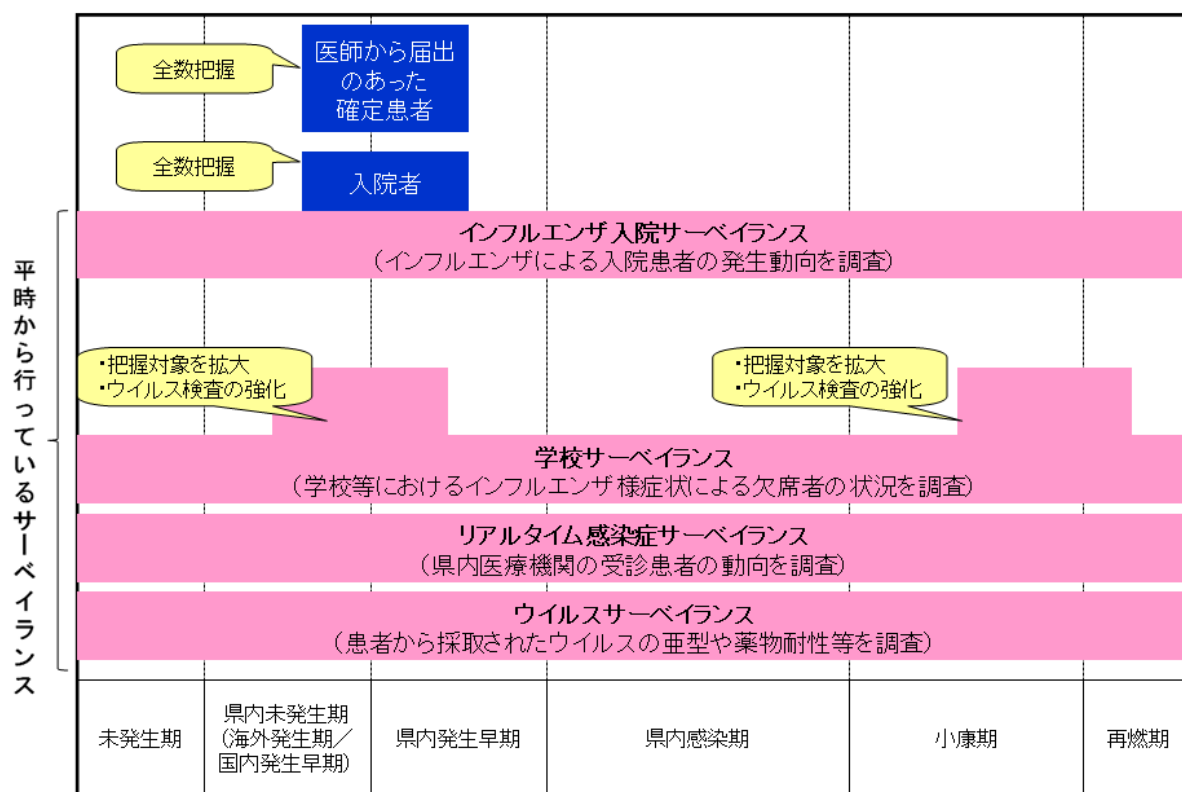 全数把握
医師から届出
のあった
確定患者
全数把握
入院者
平時から行っているサーベイランス
インフルエンザ入院サーベイランス
(インフルエンザによる入院患者の発生動向を調査)
・把握対象を拡大
・ウイルス検査の強化
・把握対象を拡大
・ウイルス検査の強化
学校サーベイランス
(学校等におけるインフルエンザ様症状による欠席者の状況を調査)
リアルタイム感染症サーベイランス
(県内医療機関の受診患者の動向を調査)
ウイルスサーベイランス
(患者から採取されたウイルスの亜型や薬物耐性等を調査)
未発生期
県内未発生期
(海外発生期/
国内発生早期)
県内発生早期
県内感染期
小康期
再燃期